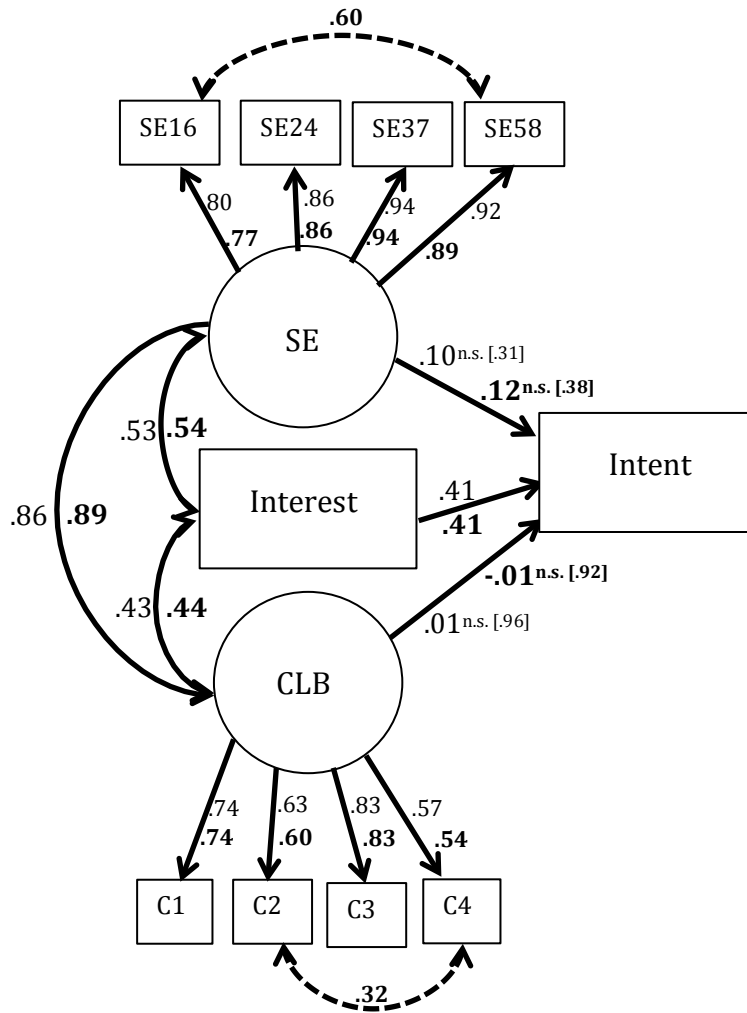 .60
SE16 SE24 SE37 SE58
.80 .86 .94 .92
.77 .86 .94 .89
SE
.10n.s. [.31]
.12n.s. [.38]
.53 .54
Intent
Interest
.41
.41
.86 .89
-.01n.s. [.92]
.43 .44
.01n.s. [.96]
CLB
.74 .63 .83 .57
.74 .60 .83 .54
C1 C2 C3 C4
.32